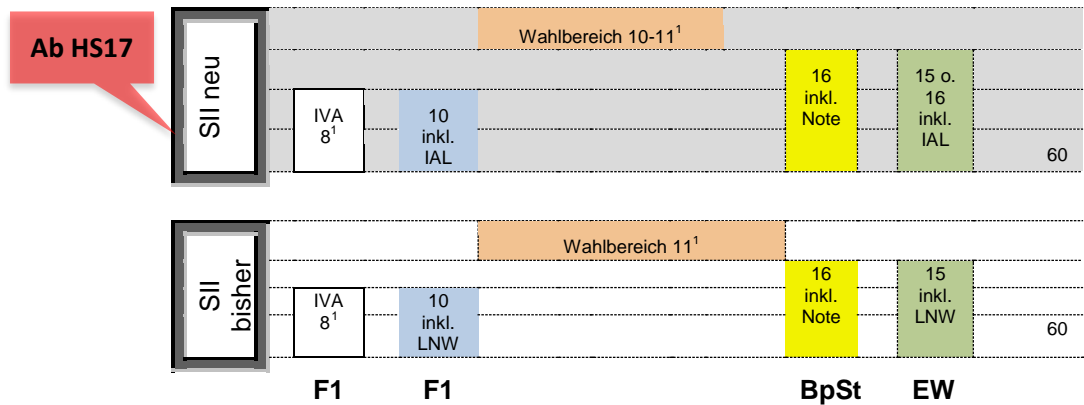 Ab HS17
SII neu
Wahlbereich 10-11¹
IVA
8¹
10
inkl.
IAL
16
inkl.
Note
15 o.
16
inkl.
IAL
60
SII
bisher
Wahlbereich 11¹
IVA
8¹
10
inkl.
LNW
16
inkl.
Note
15
inkl.
LNW
60
F1 F1 BpSt EW